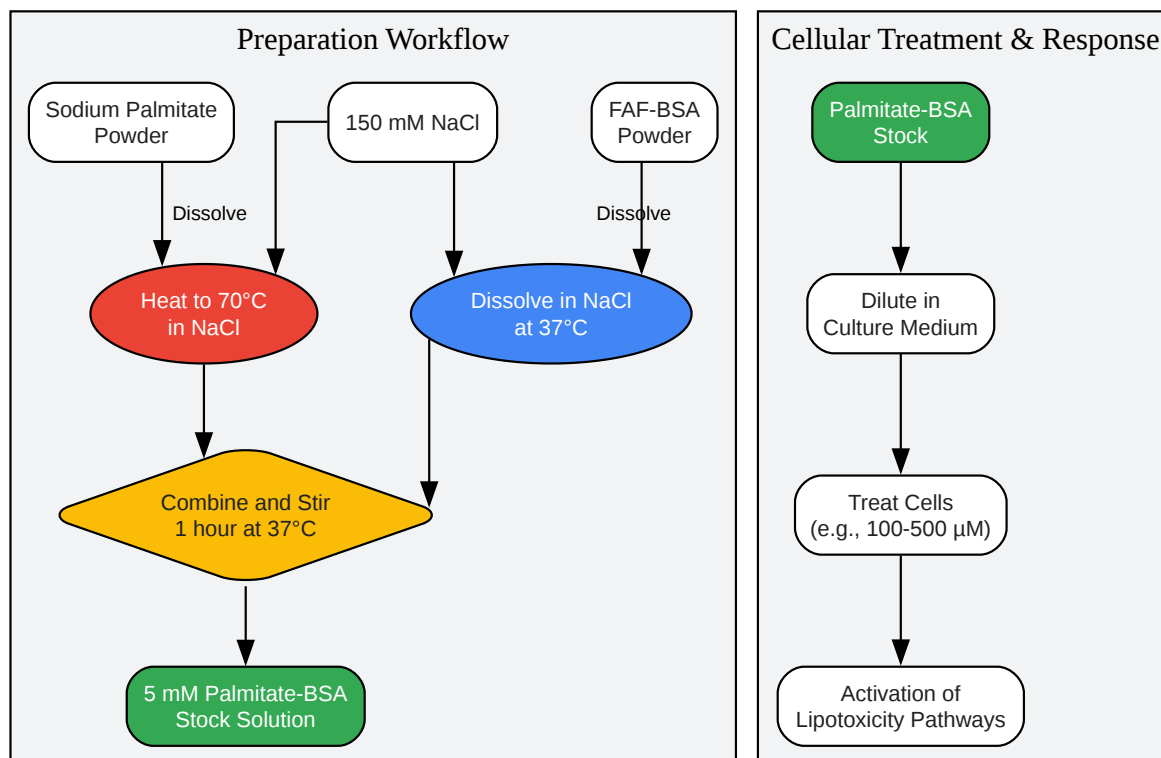 Preparation Workflow
Sodium Palmitate
Powder
150 mM NaCl
FAF-BSA
Powder
Dissolve
Dissolve
Heat to 70°C
in NaCl
Dissolve in NaCl
at 37°C
Combine and Stir
1 hour at 37°C
5 mM Palmitate-BSA
Stock Solution
Cellular Treatment & Response
Palmitate-BSA
Stock
Dilute in
Culture Medium
Treat Cells
(e.g., 100-500 µM)
Activation of
Lipotoxicity Pathways